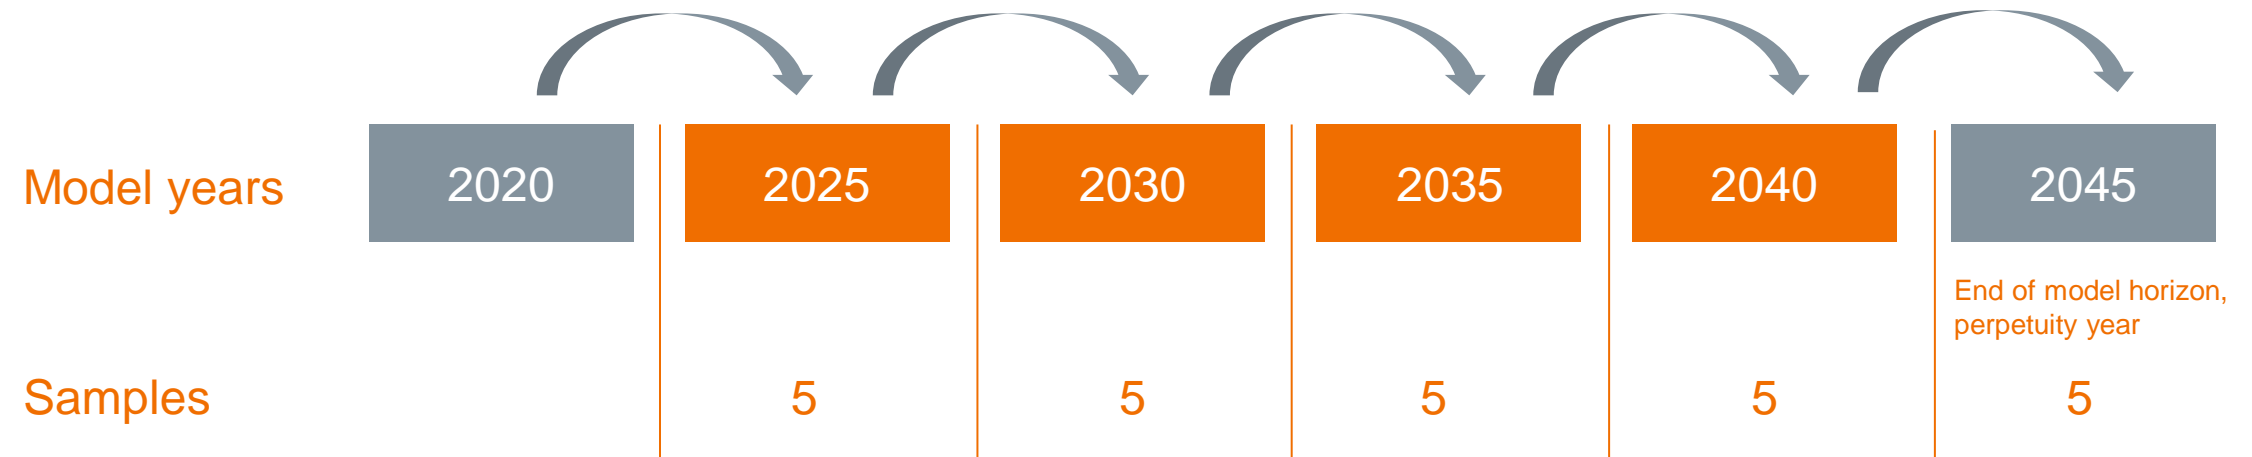 Model years 2020 2025 2030 2035 2040 2045
End of model horizon,
perpetuity year
Samples 5 5 5 5 5